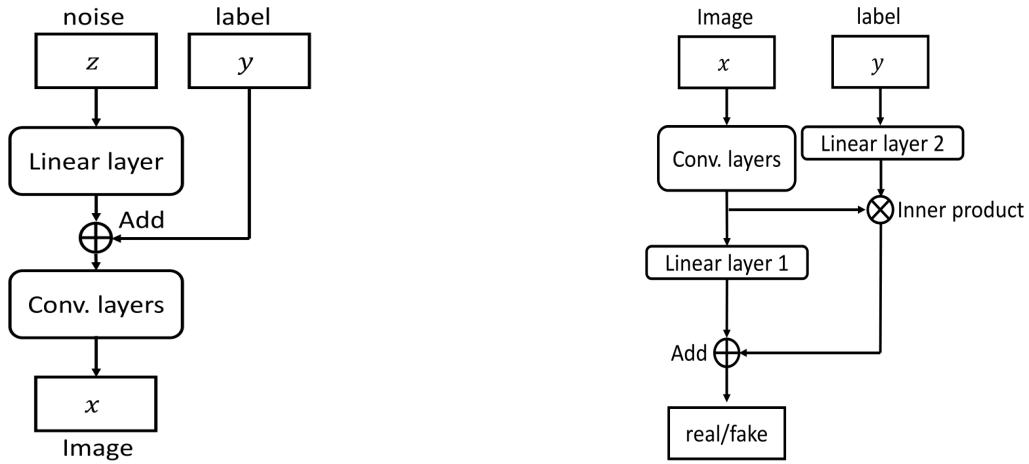 noise
label
z
y
Linear layer
Add
Conv. layers
x
Image
Image
label
x
y
Conv. layers
Linear layer 2
Inner product
Linear layer 1
Add
real/fake